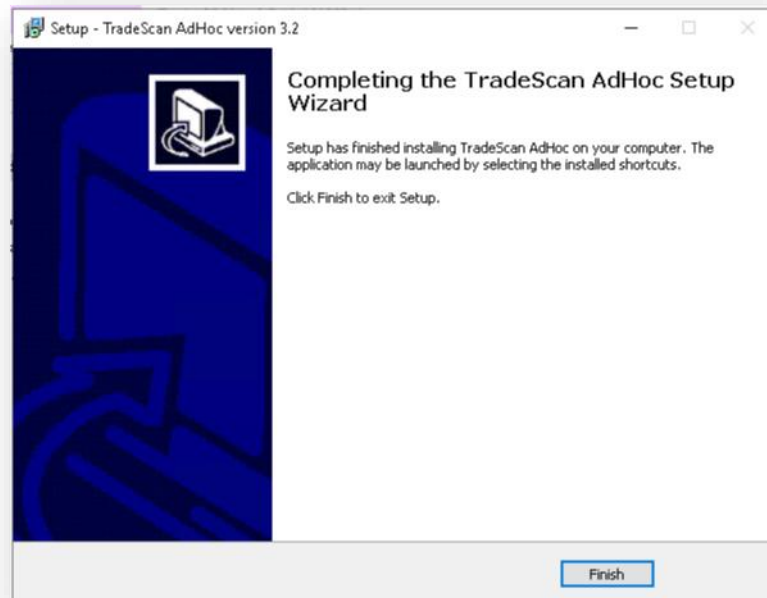 Setup - TradeScan AdHoc version 3.2
Completing the TradeScan AdHoc Setup
Wizard
Setup has finished installing TradeScan AdHoc on your computer. The
application may be launched by selecting the installed shortcuts.
Click Finish to exit Setup.
Finish